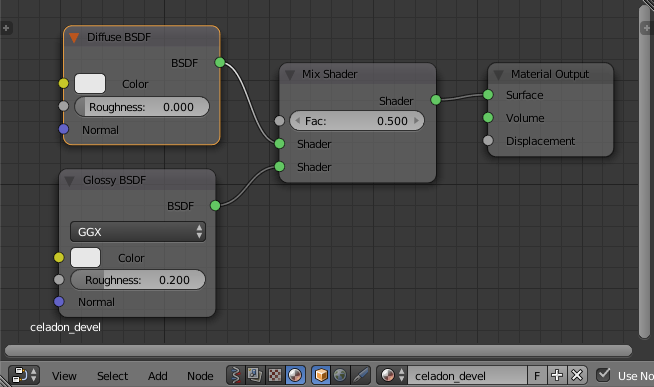 Diffuse BSDF
BSDF
Color
Roughness: 0.000
Normal
Mix Shader
Shader
Fac: 0.500
Shader
Shader
Material Output
Surface
Volume
Displacement
Glossy BSDF
BSDF
GGX
Color
Roughness: 0.200
Normal
celadon_devel
View Select Add Node celadon_devel F Use No